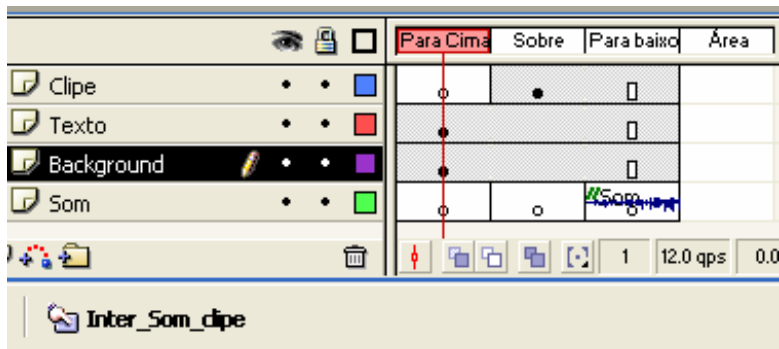 Para Cima Sobre Para baixo Área
Clipe
Texto
Background
Som
Som
1 12.0 qps 0.0
Inter_Som_clipe